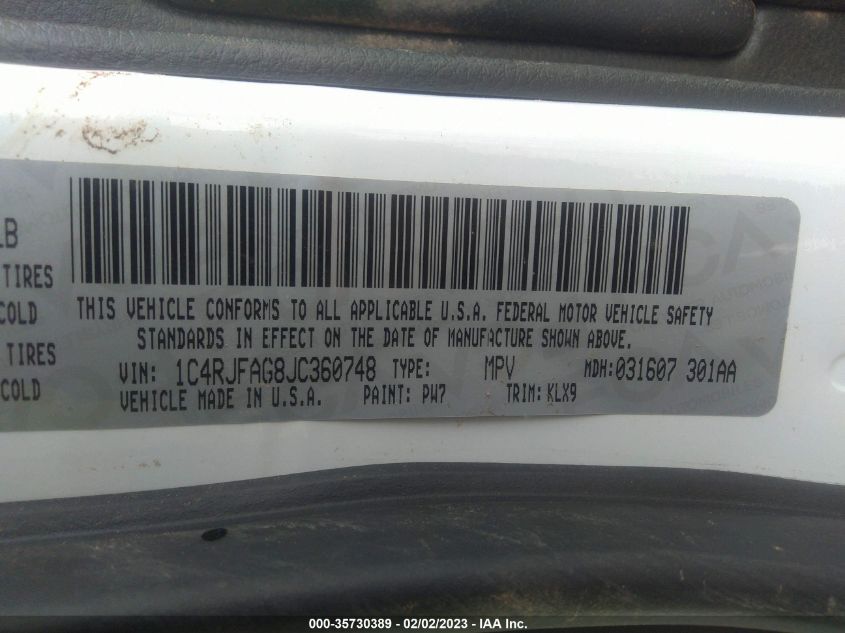 LB
TIRES
COLD
TIRES
COLD
THIS VEHICLE CONFORMS TO ALL APPLICABLE U.S.A. FEDERAL MOTOR VEHICLE SAFETY
STANDARDS IN EFFECT ON THE DATE OF MANUFACTURE SHOWN ABOVE.
VIN: 1C4RJFAG8JC360748 TYPE: MPV MDH:031607 301AA
VEHICLE MADE IN U.S.A. PAINT: PW7 TRIM: KLX9
000-35730389 - 02/02/2023 - IAA Inc.